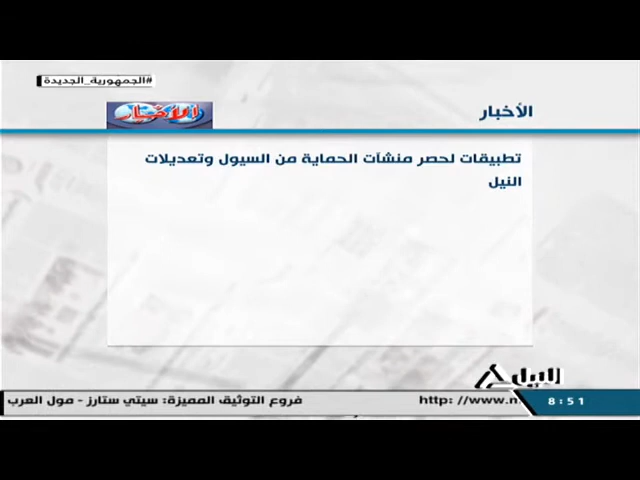 #الجمهورية_الجديدة
الأخبار
الأخبار
تطبيقات لحصر منشآت الحماية من السيول وتعديلات
النيل
النيل
فروع التوثيق المميزة: سيتي ستارز - مول العرب
http://www.n
8:51